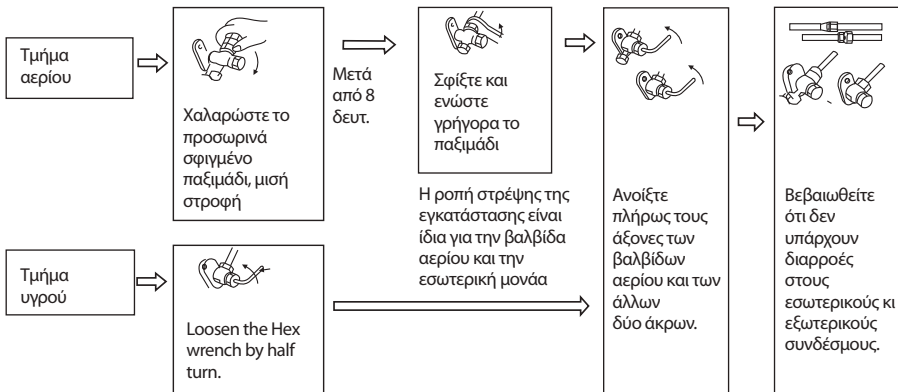 Τμήμα
αερίου
Χαλαρώστε το
προσωρινά
σφιγμένο
παξιμάδι, μισή
στροφή
Μετά
από 8
δευτ.
Σφίξτε και
ενώστε
γρήγορα το
παξιμάδι
Η ροπή στρέψης της
εγκατάστασης είναι
ίδια για την βαλβίδα
αερίου και την
εσωτερική μονάα
Τμήμα
υγρού
Loosen the Hex
wrench by half
turn.
Ανοίξτε
πλήρως τους
άξονες των
βαλβίδων
αερίου και των
άλλων
δύο άκρων.
Βεβαιωθείτε
ότι δεν
υπάρχουν
διαρροές
στους
εσωτερικούς κι
εξωτερικούς
συνδέσμους.